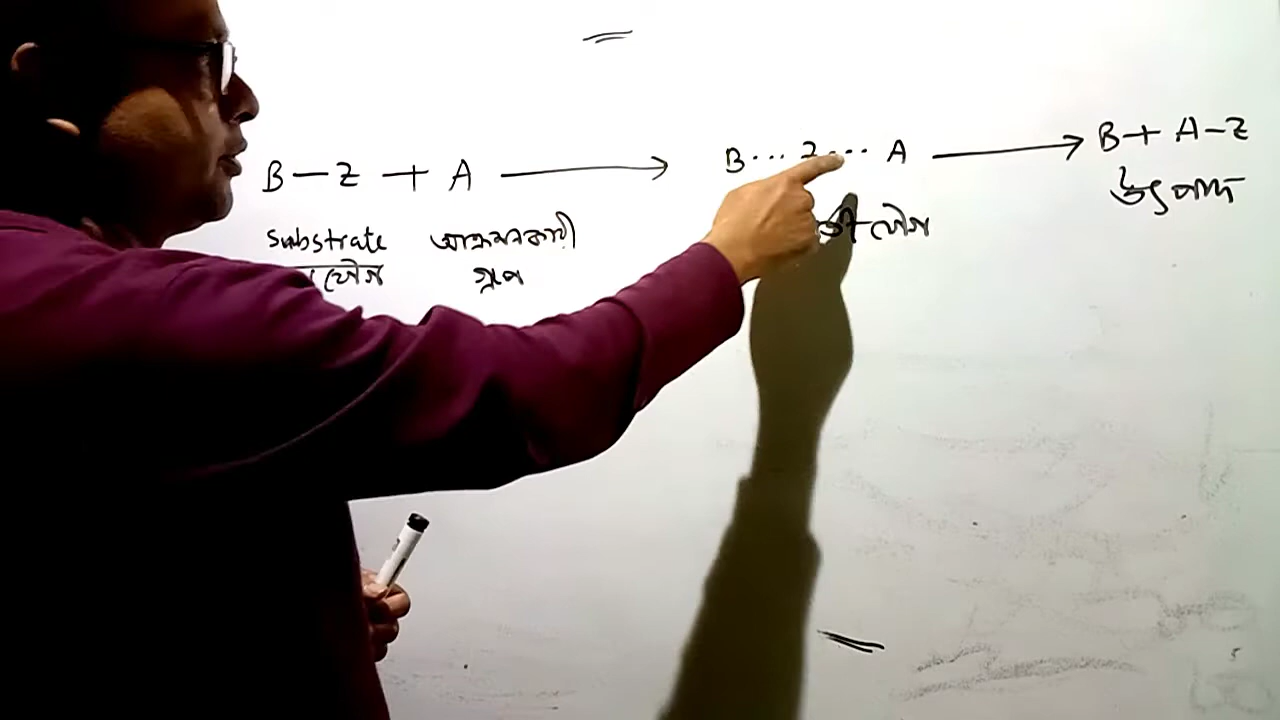 B—Z + A ⟶ B···Z··· A ⟶ B + A–Z
substrate আক্রমনকারী যৌগ উৎপাদ
যৌগ গ্রুপ